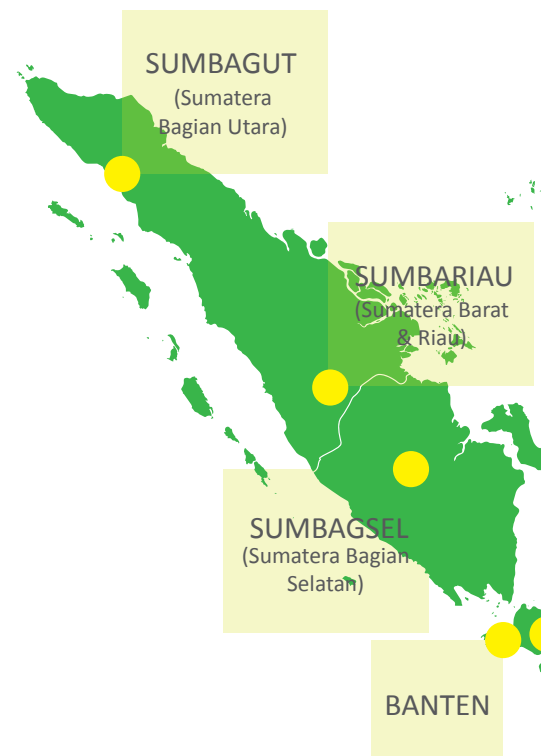 SUMBAGUT
(Sumatera
Bagian Utara)
SUMBARIAU
(Sumatera Barat
& Riau)
SUMBAGSEL
(Sumatera Bagian
Selatan)
BANTEN